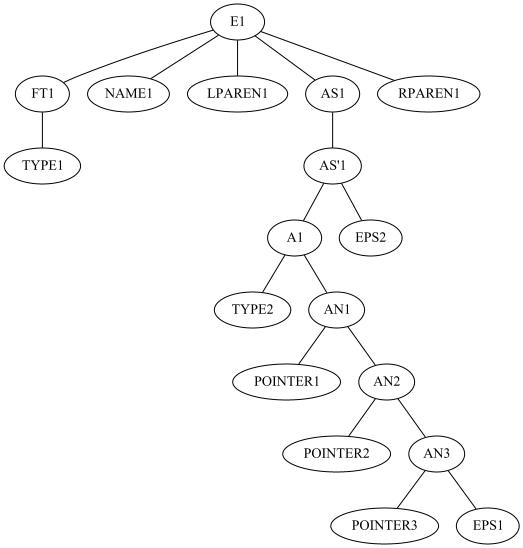 E1
FT1 NAME1 LPAREN1 AS1 RPAREN1
TYPE1 AS'1
A1 EPS2
TYPE2 AN1
POINTER1 AN2
POINTER2 AN3
POINTER3 EPS1